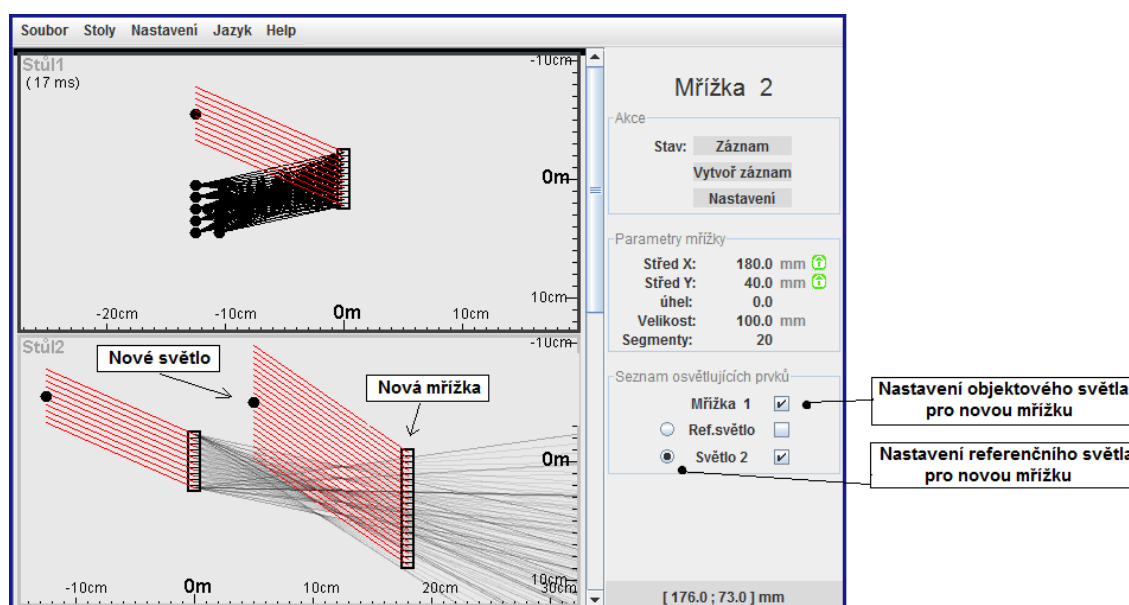 Soubor Stoly Nastavení Jazyk Help
Stůl1
(17 ms)
-10cm
0m
10cm
-20cm -10cm 0m 10cm
Stůl2
-10cm
Nové světlo
Nová mřížka
0m
10cm
-10cm 0m 10cm 20cm 30cm
Mřížka 2
Akce
Stav: Záznam
Vytvoř záznam
Nastavení
Parametry mřížky
Střed X: 180.0 mm
Střed Y: 40.0 mm
úhel: 0.0
Velikost: 100.0 mm
Segmenty: 20
Seznam osvětlujících prvků
Mřížka 1
Ref.světlo
Světlo 2
[ 176.0 ; 73.0 ] mm
Nastavení objektového světla
pro novou mřížku
Nastavení referenčního světla
pro novou mřížku